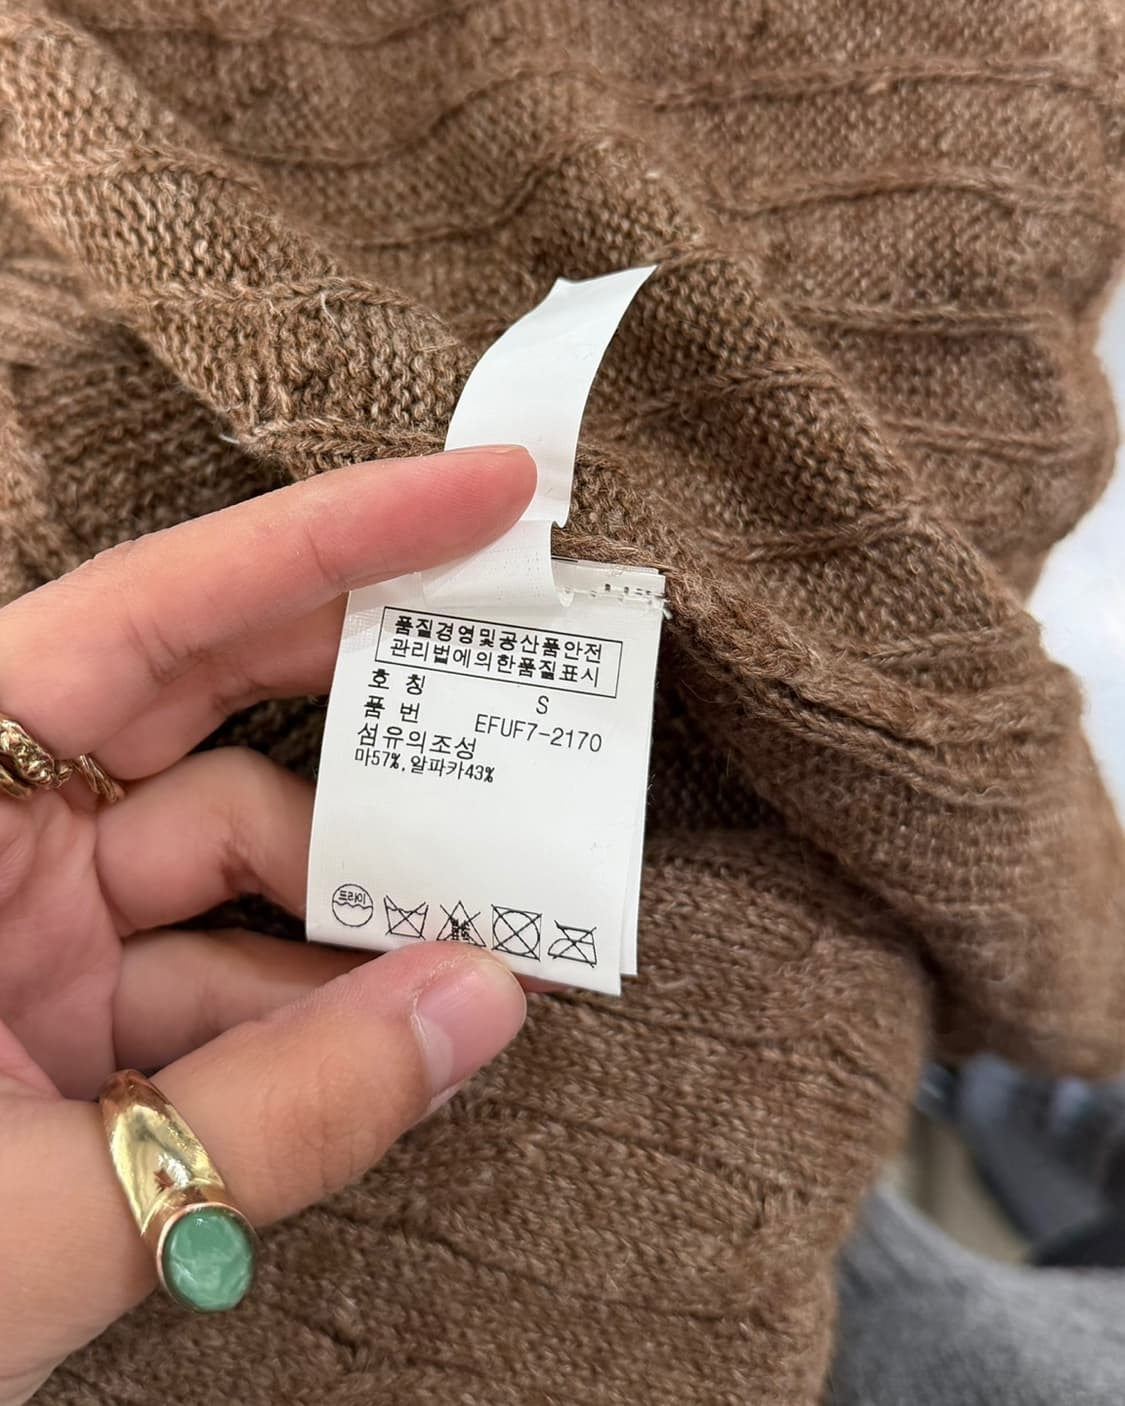 품질경영및공산품안전
관리법에의한품질표시
호 칭 S
품 번 EFUF7-2170
섬유의조성
마57%,알파카43%
드라이